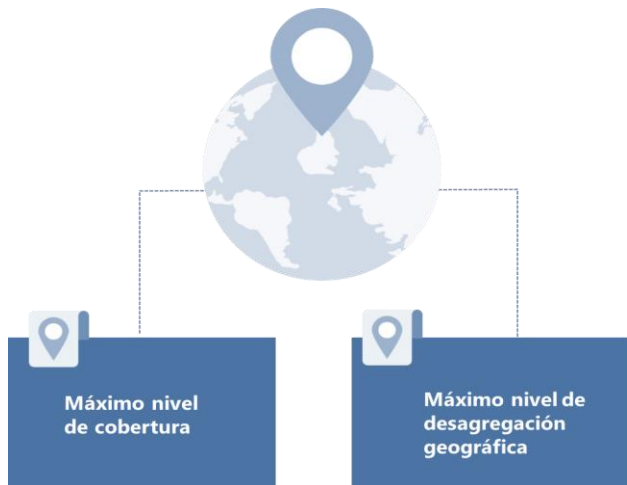 Máximo nivel
de cobertura
Máximo nivel de
desagregación
geográfica